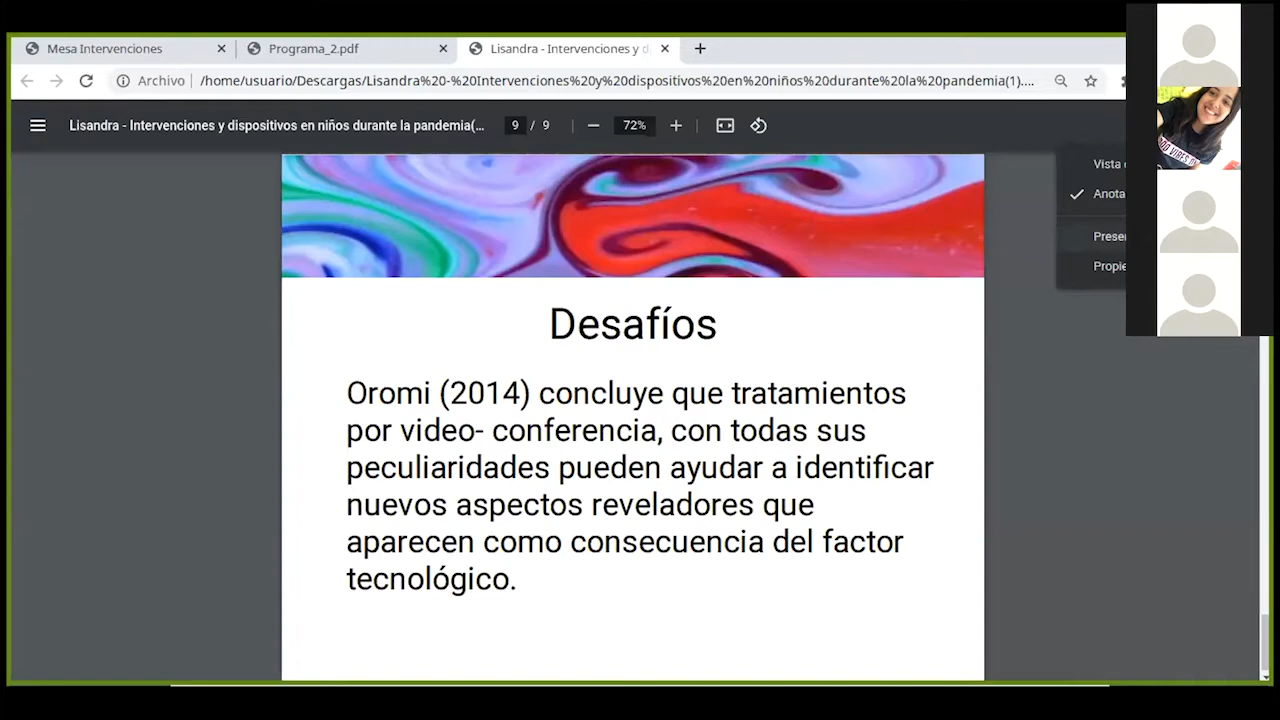 Mesa Intervenciones
Programa_2.pdf
Lisandra - Intervenciones y d
Archivo
/home/usuario/Descargas/Lisandra%20-%20Intervenciones%20y%20dispositivos%20en%20niños%20durante%20la%20pandemia(1)....
Lisandra - Intervenciones y dispositivos en niños durante la pandemia(...
9 / 9
72%
Vista
Anota
Presen
Propie
Desafíos
Oromi (2014) concluye que tratamientos
por video- conferencia, con todas sus
peculiaridades pueden ayudar a identificar
nuevos aspectos reveladores que
aparecen como consecuencia del factor
tecnológico.